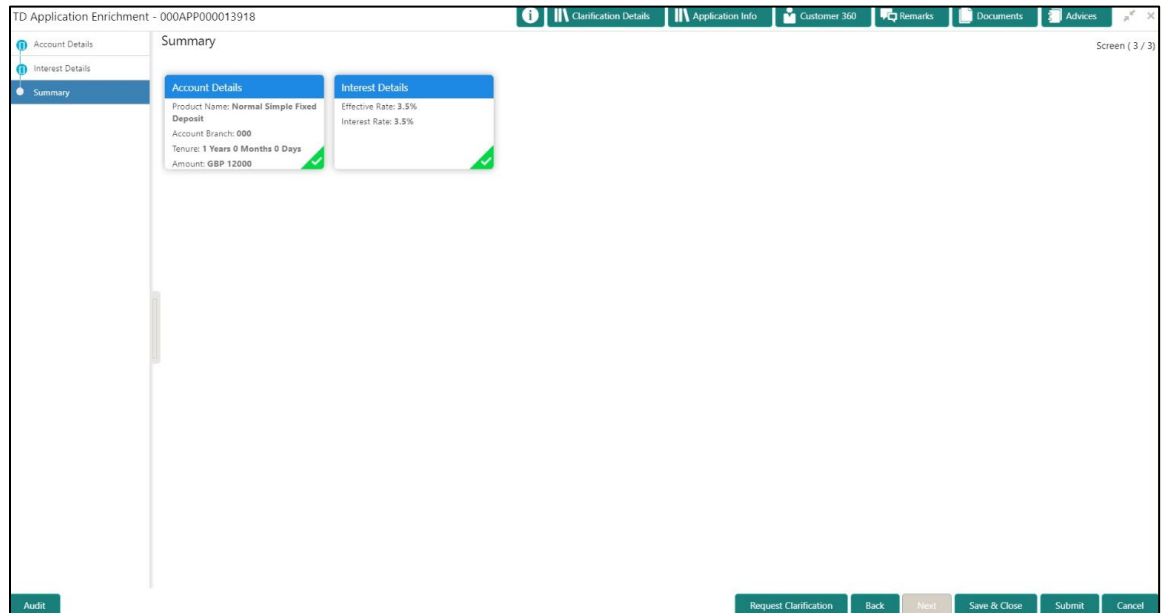 TD Application Enrichment - 000APP000013918
i
Clarification Details
Application Info
Customer 360
Remarks
Documents
Advices
Account Details
Interest Details
Summary
Summary
Screen ( 3 / 3)
Account Details
Product Name: Normal Simple Fixed
Deposit
Account Branch: 000
Tenure: 1 Years 0 Months 0 Days
Amount: GBP 12000
Interest Details
Effective Rate: 3.5%
Interest Rate: 3.5%
Audit
Request Clarification
Back
Next
Save & Close
Submit
Cancel